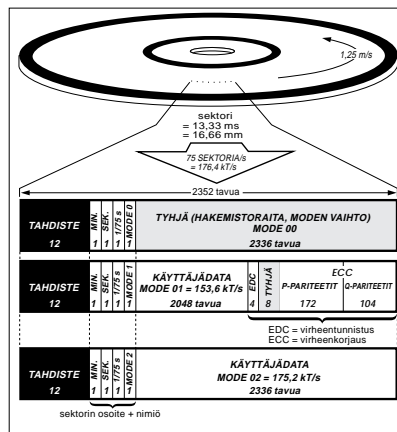 1,25 m/s
sektori
= 13,33 ms
= 16,66 mm
75 SEKTORIA/s
= 176,4 kT/s
2352 tavua
TAHDISTE
12
MIN.
1
SEK.
1
1/75 s
1
MODE 0
1
TYHJÄ (HAKEMISTORAITA, MODEN VAIHTO)
MODE 00
2336 tavua
TAHDISTE
12
MIN.
1
SEK.
1
1/75 s
1
MODE 1
1
KÄYTTÄJÄDATA
MODE 01 = 153,6 kT/s
2048 tavua
EDC
4
TYHJÄ
8
ECC
P-PARITEETIT
172
Q-PARITEETIT
104
EDC = virheentunnistus
ECC = virheenkorjaus
TAHDISTE
12
MIN.
1
SEK.
1
1/75 s
1
MODE 2
1
KÄYTTÄJÄDATA
MODE 02 = 175,2 kT/s
2336 tavua
sektorin osoite + nimiö